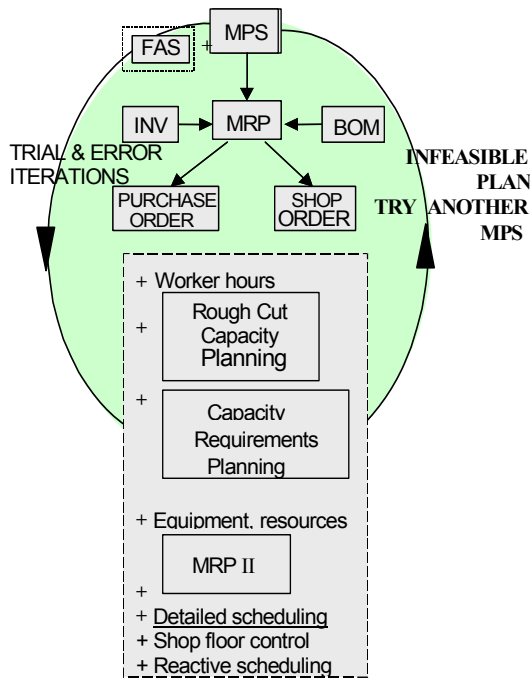 FAS + MPS
INV MRP BOM
TRIAL & ERROR
ITERATIONS
INFEASIBLE
PLAN
TRY ANOTHER
MPS
PURCHASE
ORDER
SHOP
ORDER
+ Worker hours
+ Rough Cut
Capacity
Planning
+ Capacity
Requirements
Planning
+ Equipment, resources
MRP II
+
+ Detailed scheduling
+ Shop floor control
+ Reactive scheduling